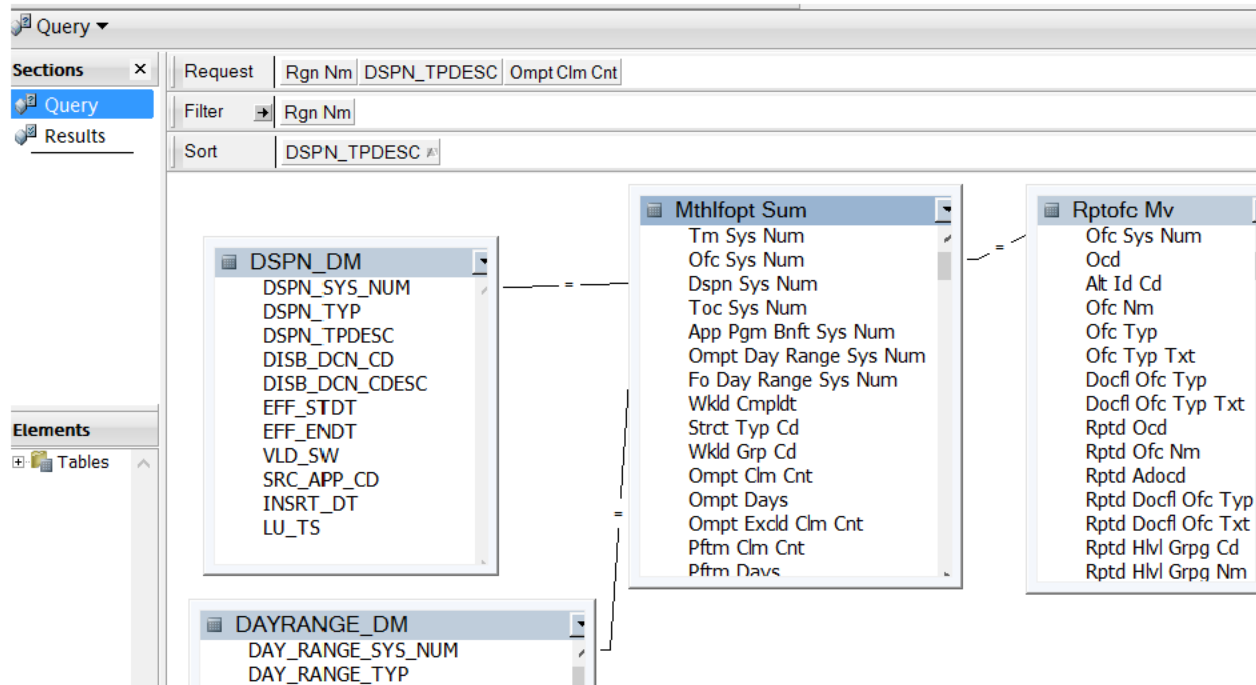 Query
Sections ×
Query
Results
Elements
Tables
Request Rgn Nm DSPN_TPDESC Ompt Clm Cnt
Filter Rgn Nm
Sort DSPN_TPDESC
DSPN_DM
DSPN_SYS_NUM
DSPN_TYP
DSPN_TPDESC
DISB_DCN_CD
DISB_DCN_CDESC
EFF_STDT
EFF_ENDT
VLD_SW
SRC_APP_CD
INSRT_DT
LU_TS
=
DAYRANGE_DM
DAY_RANGE_SYS_NUM
DAY_RANGE_TYP
=
Mthlfopt Sum
Tm Sys Num
Ofc Sys Num
Dspn Sys Num
Toc Sys Num
App Pgm Bnft Sys Num
Ompt Day Range Sys Num
Fo Day Range Sys Num
Wkld Cmpldt
Strct Typ Cd
Wkld Grp Cd
Ompt Clm Cnt
Ompt Days
Ompt Excld Clm Cnt
Pftm Clm Cnt
Pftm Days
=
Rptofc Mv
Ofc Sys Num
Ocd
Alt Id Cd
Ofc Nm
Ofc Typ
Ofc Typ Txt
Docfl Ofc Typ
Docfl Ofc Typ Txt
Rptd Ocd
Rptd Ofc Nm
Rptd Adocd
Rptd Docfl Ofc Typ
Rptd Docfl Ofc Txt
Rptd Hlvl Grpg Cd
Rptd Hlvl Grpg Nm